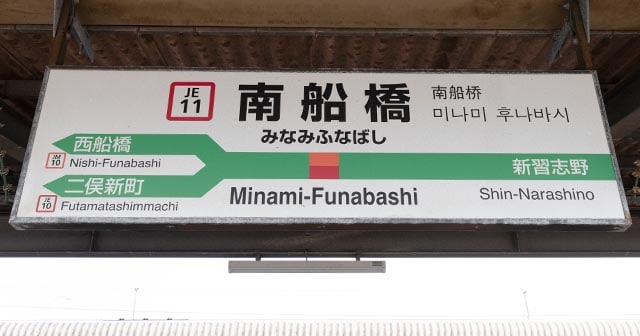 JE
11
南船橋
みなみふなばし
南船桥
미나미 후나바시
西船橋
JM
10
Nishi-Funabashi
二俣新町
JE
10
Futamatashimmachi
Minami-Funabashi
新習志野
Shin-Narashino